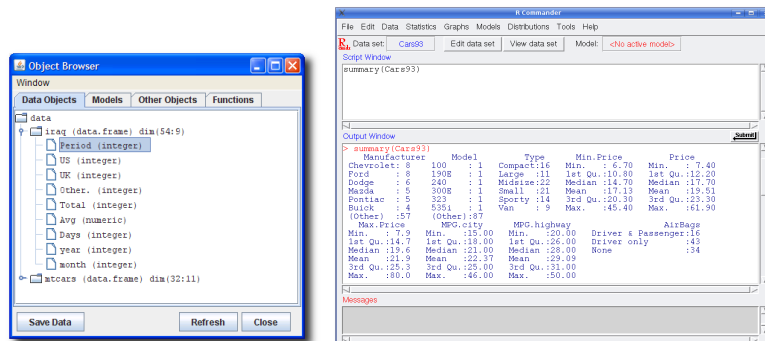 Object Browser
Window
Data Objects Models Other Objects Functions
data
iraq (data.frame) dim(54:9)
Period (integer)
US (integer)
UK (integer)
Other. (integer)
Total (integer)
Avg (numeric)
Days (integer)
year (integer)
month (integer)
mtcars (data.frame) dim(32:11)
Save Data Refresh Close
R Commander
File Edit Data Statistics Graphs Models Distributions Tools Help
Data set: Cars93 Edit data set View data set Model: <No active model>
Script Window
summary(Cars93)
Output Window Submit
> summary(Cars93)
Manufacturer Model Type Min.Price Price
Chevrolet: 8 100 : 1 Compact:16 Min. : 6.70 Min. : 7.40
Ford : 8 190E : 1 Large :11 1st Qu.:10.80 1st Qu.:12.20
Dodge : 6 240 : 1 Midsize:22 Median :14.70 Median :17.70
Mazda : 5 300E : 1 Small :21 Mean :17.13 Mean :19.51
Pontiac : 5 323 : 1 Sporty :14 3rd Qu.:20.30 3rd Qu.:23.30
Buick : 4 535i : 1 Van : 9 Max. :45.40 Max. :61.90
(Other) :57 (Other):87
Max.Price MPG.city MPG.highway AirBags
Min. : 7.9 Min. :15.00 Min. :20.00 Driver & Passenger:16
1st Qu.:14.7 1st Qu.:18.00 1st Qu.:26.00 Driver only :43
Median :19.6 Median :21.00 Median :28.00 None :34
Mean :21.9 Mean :22.37 Mean :29.09
3rd Qu.:25.3 3rd Qu.:25.00 3rd Qu.:31.00
Max. :80.0 Max. :46.00 Max. :50.00
Messages